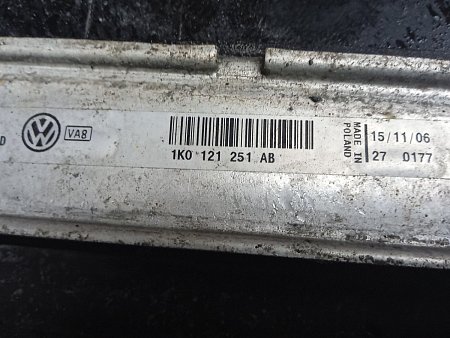 D
VA8
1K0 121 251 AB
MADE IN
POLAND
15/11/06
27 0177